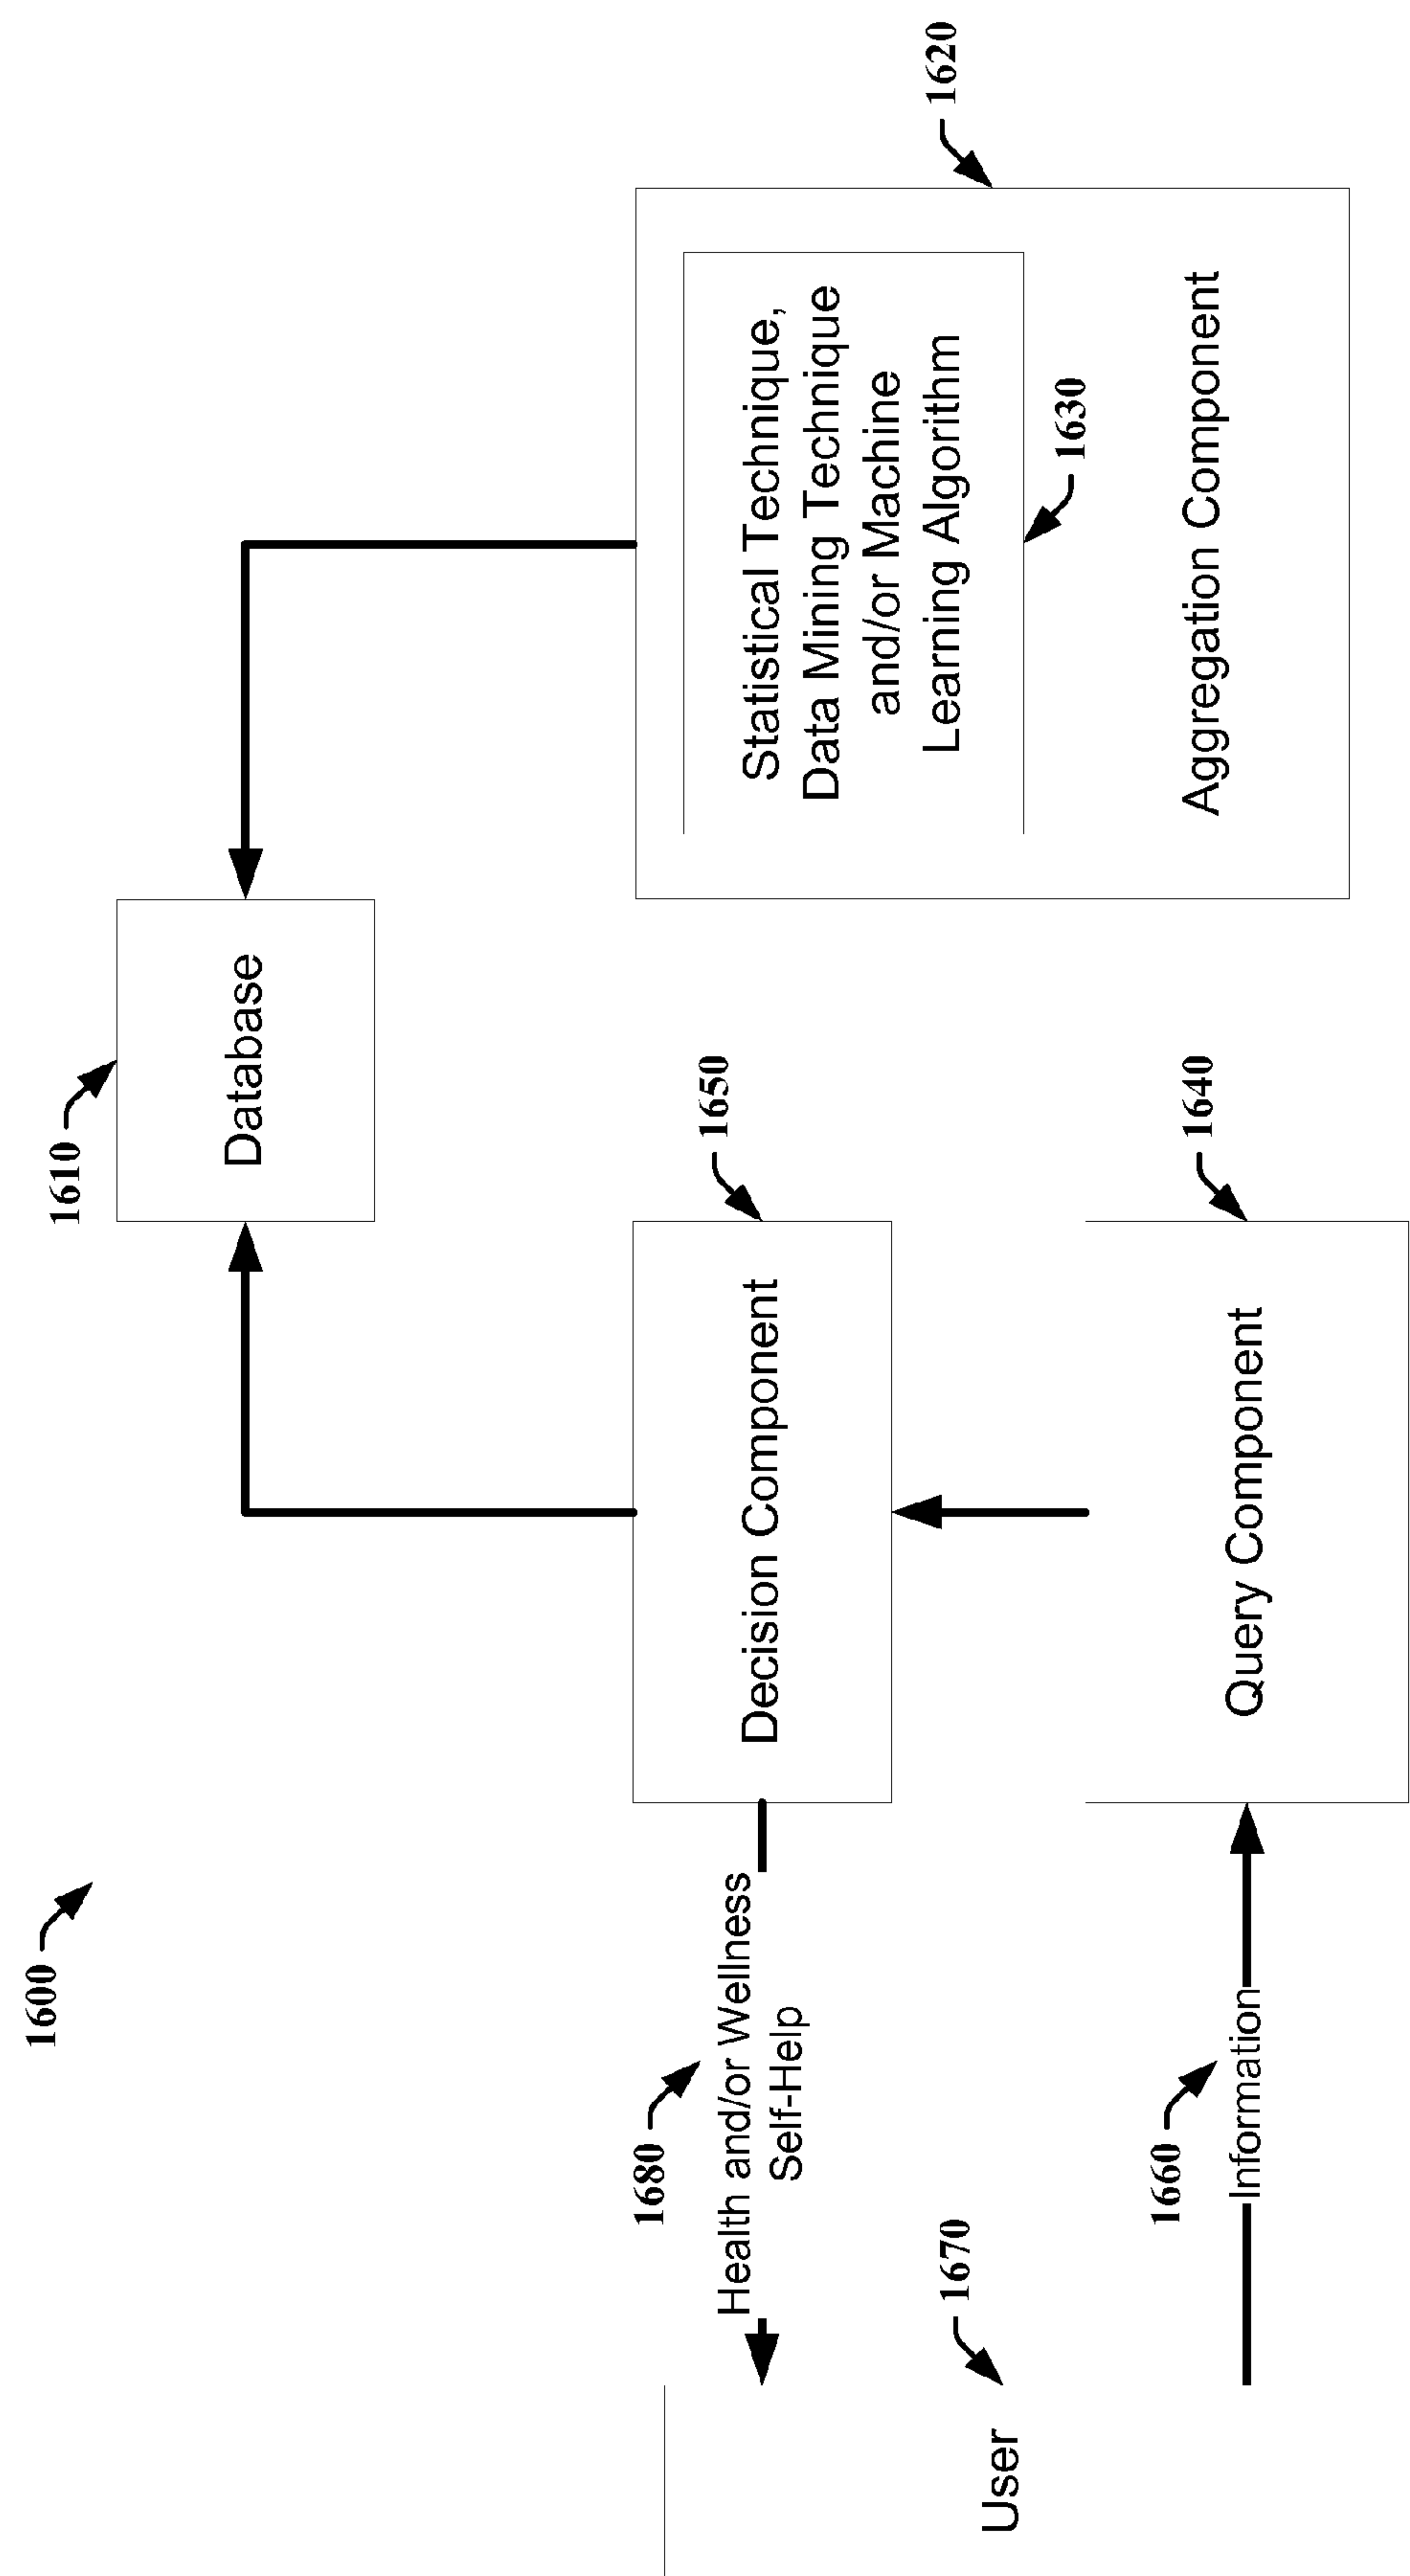 1600
1610
Database
1620
Statistical Technique,
Data Mining Technique
and/or Machine
Learning Algorithm
1630
Aggregation Component
1650
Decision Component
1680
Health and/or Wellness
Self-Help
1670
User
1640
Query Component
1660
Information